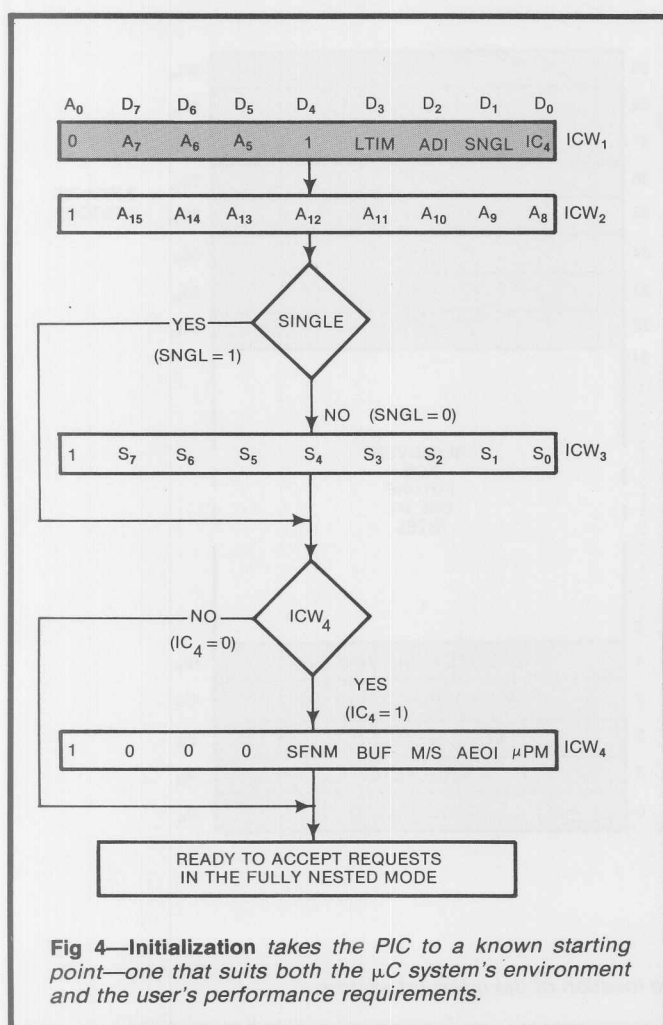 A₀ D₇ D₆ D₅ D₄ D₃ D₂ D₁ D₀
0 A₇ A₆ A₅ 1 LTIM ADI SNGL IC₄ ICW₁
1 A₁₅ A₁₄ A₁₃ A₁₂ A₁₁ A₁₀ A₉ A₈ ICW₂
SINGLE
YES
(SNGL = 1)
NO (SNGL = 0)
1 S₇ S₆ S₅ S₄ S₃ S₂ S₁ S₀ ICW₃
ICW₄
NO
(IC₄ = 0)
YES
(IC₄ = 1)
1 0 0 0 SFNM BUF M/S AEOI μPM ICW₄
READY TO ACCEPT REQUESTS
IN THE FULLY NESTED MODE
Fig 4—Initialization takes the PIC to a known starting
point—one that suits both the μC system's environment
and the user's performance requirements.